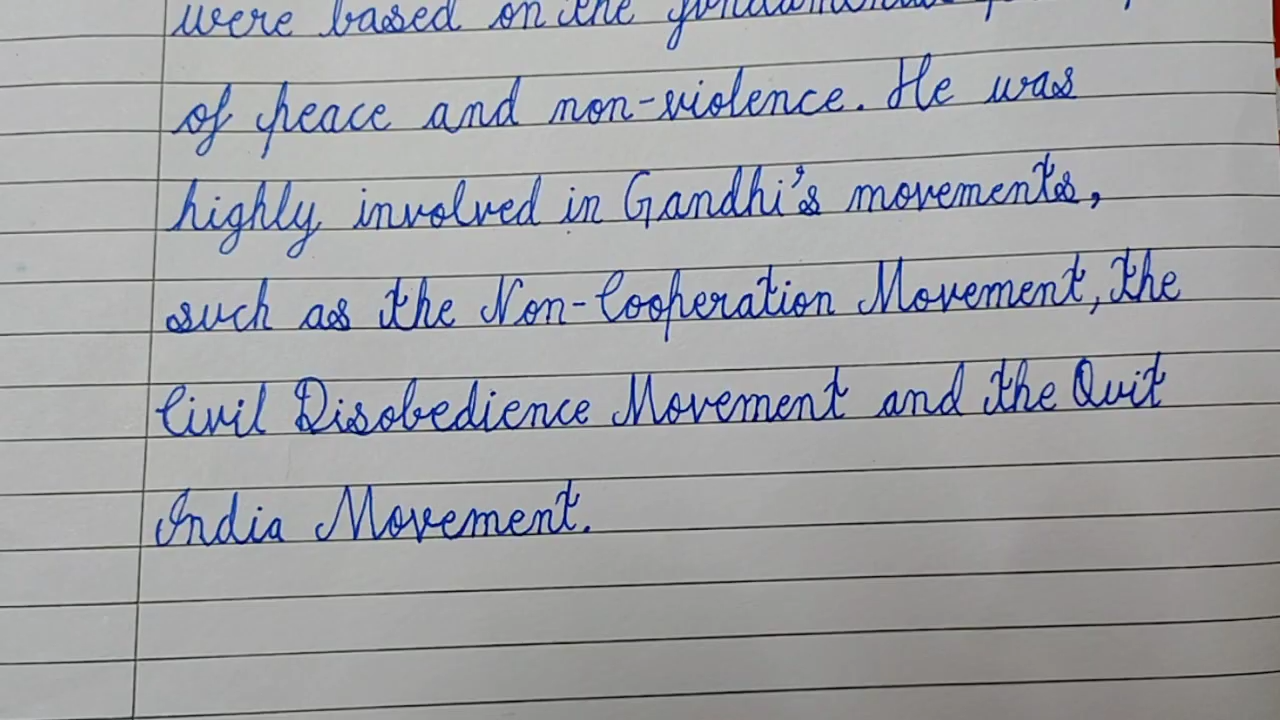 were based on the fundamental
of peace and non-violence. He was
highly involved in Gandhi's movements,
such as the Non-Cooperation Movement, the
Civil Disobedience Movement and the Quit
India Movement.